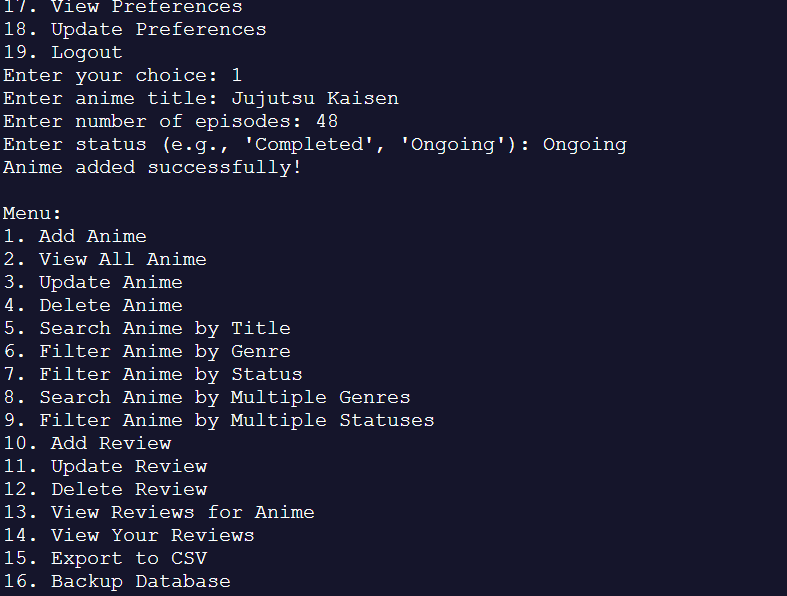 17. View Preferences
18. Update Preferences
19. Logout
Enter your choice: 1
Enter anime title: Jujutsu Kaisen
Enter number of episodes: 48
Enter status (e.g., 'Completed', 'Ongoing'): Ongoing
Anime added successfully!
Menu:
1. Add Anime
2. View All Anime
3. Update Anime
4. Delete Anime
5. Search Anime by Title
6. Filter Anime by Genre
7. Filter Anime by Status
8. Search Anime by Multiple Genres
9. Filter Anime by Multiple Statuses
10. Add Review
11. Update Review
12. Delete Review
13. View Reviews for Anime
14. View Your Reviews
15. Export to CSV
16. Backup Database